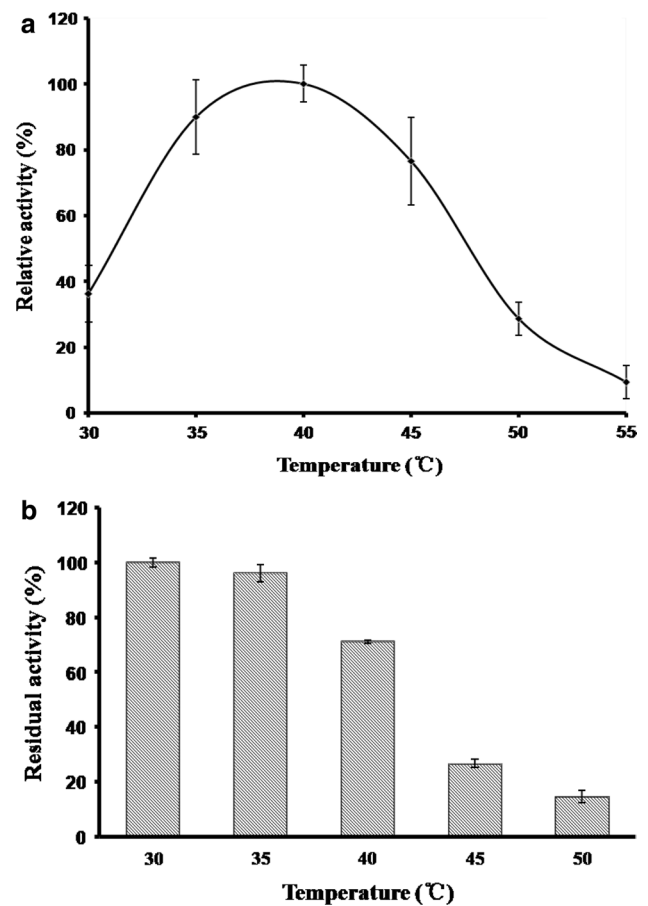 a
120
100
80
60
40
20
0
Relative activity (%)
30 35 40 45 50 55
Temperature (℃)
b
120
100
80
60
40
20
0
Residual activity (%)
30 35 40 45 50
Temperature (℃)